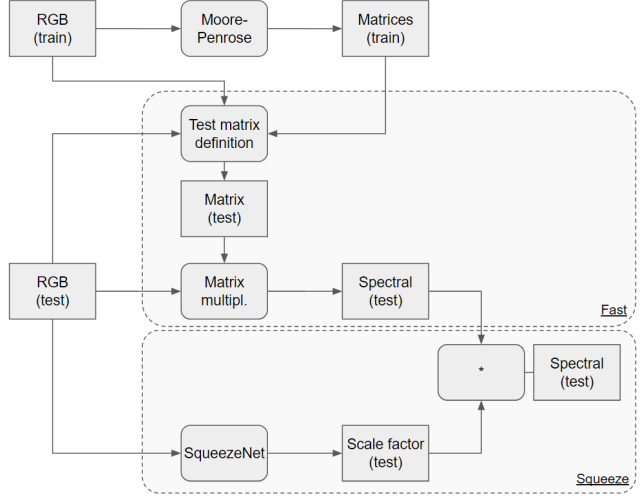 RGB
(train)
Moore-
Penrose
Matrices
(train)
Test matrix
definition
Matrix
(test)
RGB
(test)
Matrix
multipl.
Spectral
(test)
Fast
*
Spectral
(test)
SqueezeNet
Scale factor
(test)
Squeeze